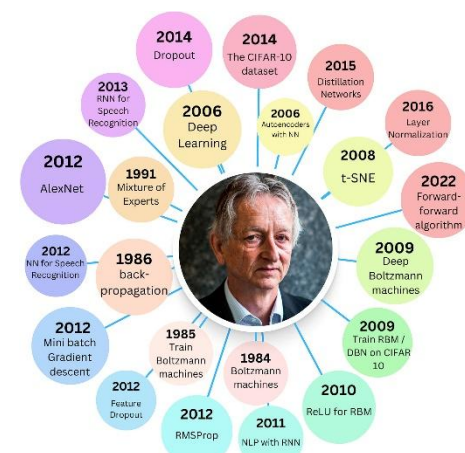 2014
Dropout
2014
The CIFAR-10
dataset
2015
Distillation
Networks
2016
Layer
Normalization
2022
Forward-
forward
algorithm
2009
Deep
Boltzmann
machines
2009
Train RBM /
DBN on CIFAR
10
2010
ReLU for RBM
2011
NLP with RNN
2012
RMSProp
2012
Feature
Dropout
2012
Mini batch
Gradient
descent
2012
NN for Speech
Recognition
2012
AlexNet
2013
RNN for
Speech
Recognition
2006
Deep
Learning
2006
Autoencoders
with NN
2008
t-SNE
1984
Boltzmann
machines
1985
Train
Boltzmann
machines
1986
back-
propagation
1991
Mixture of
Experts